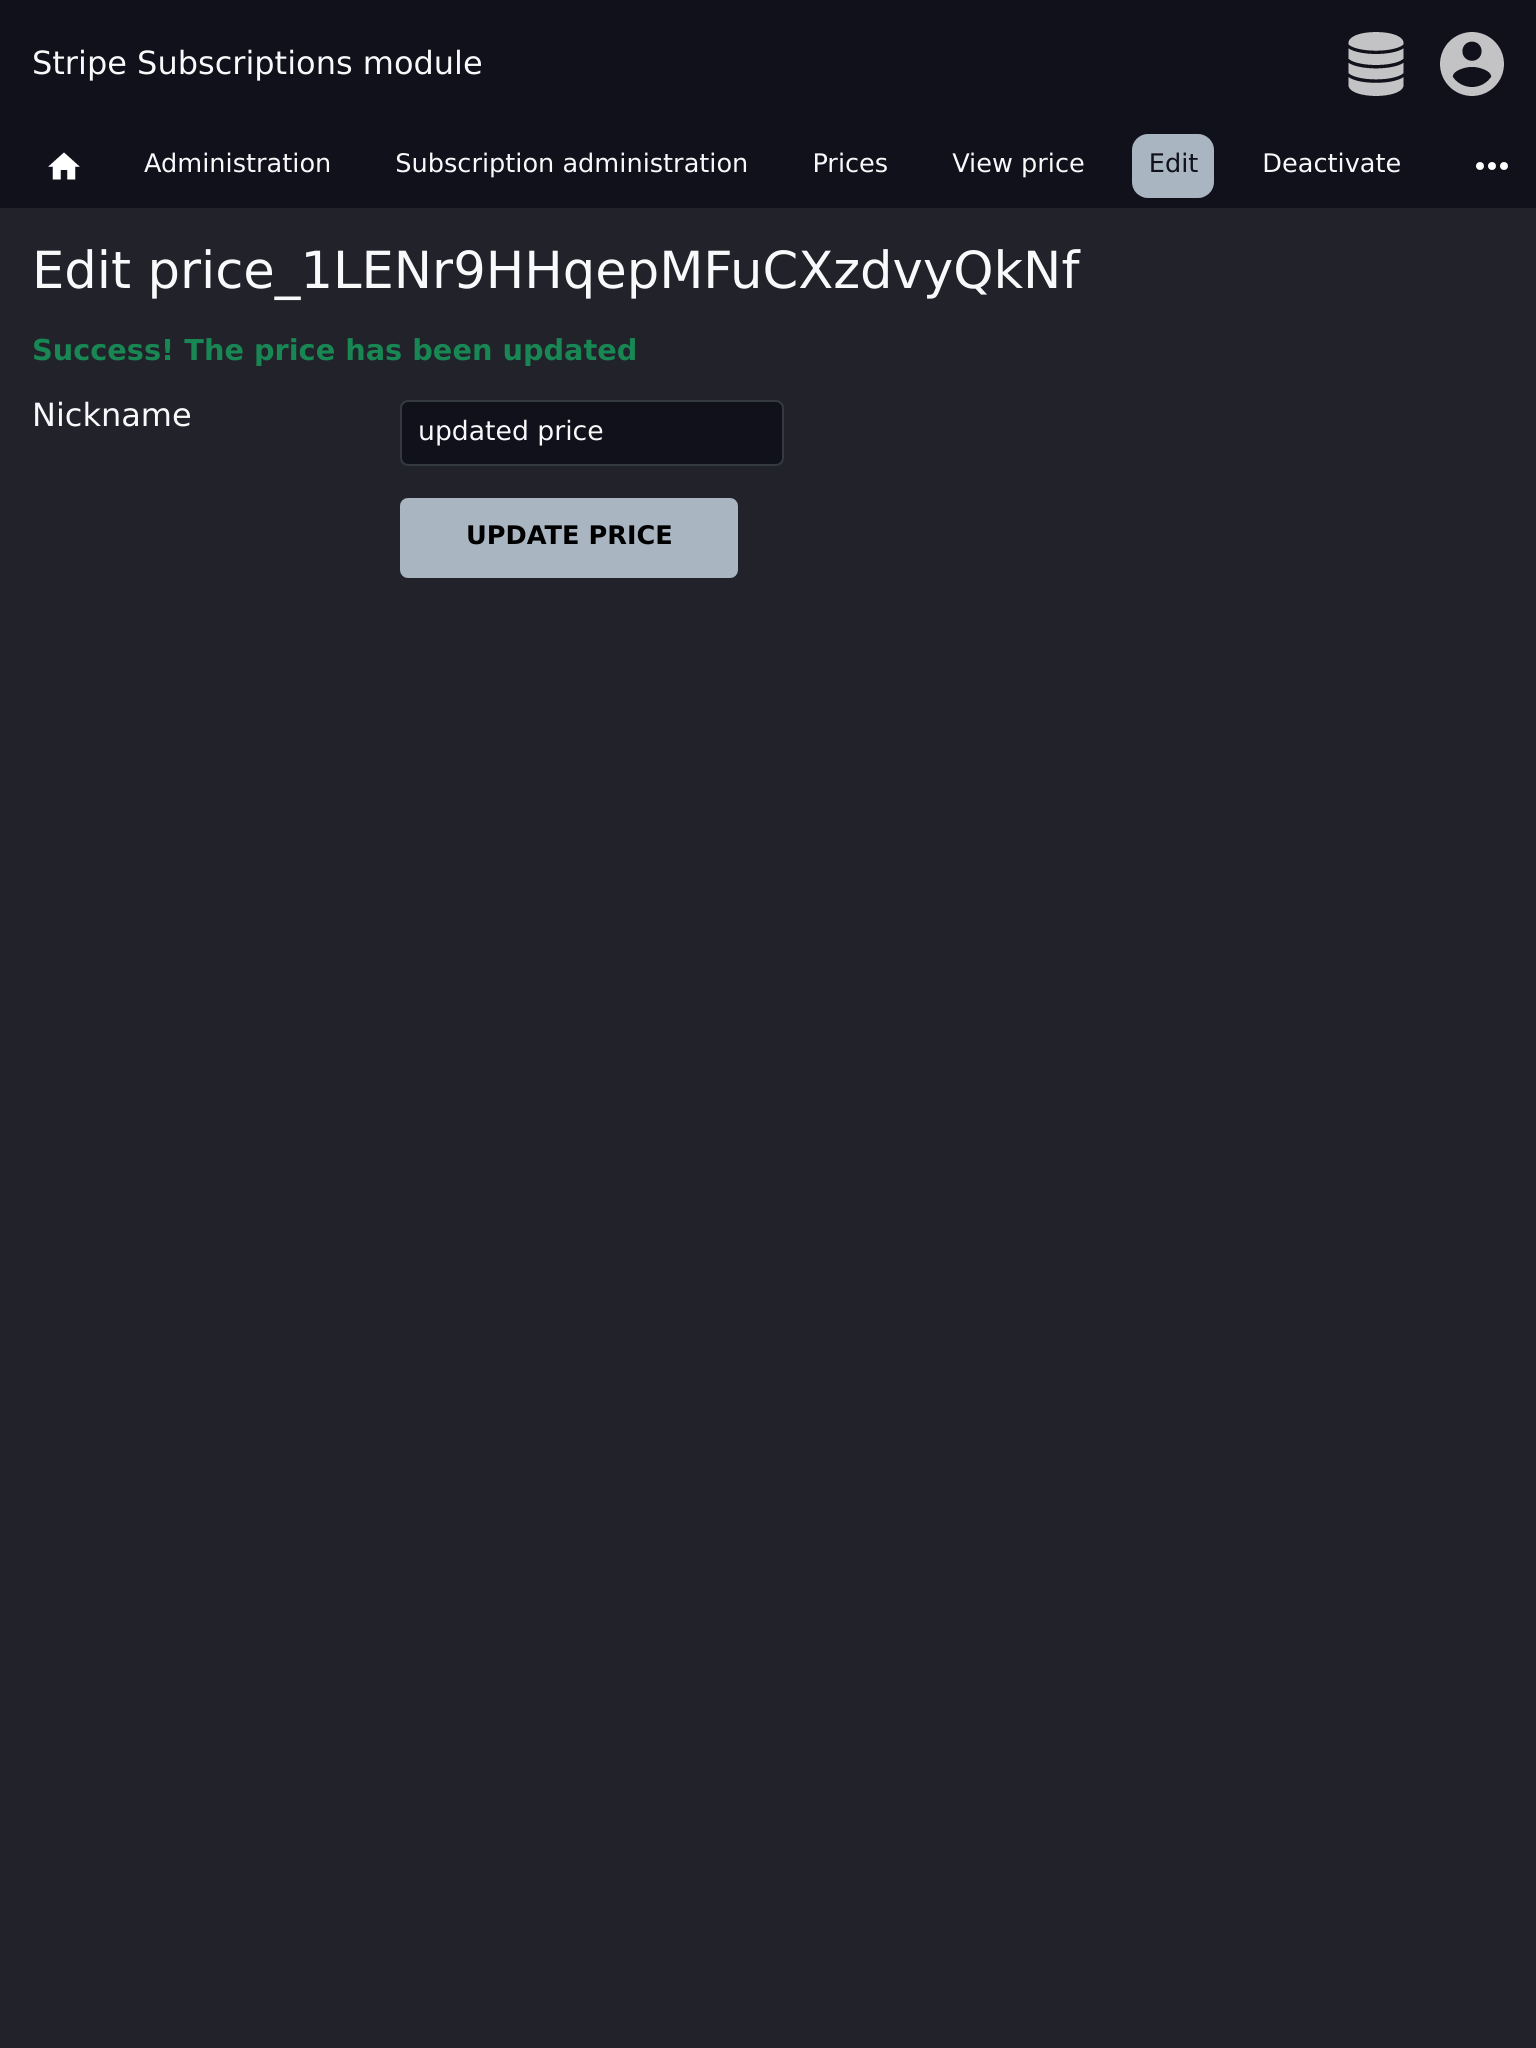 Stripe Subscriptions module
Administration Subscription administration Prices View price Edit Deactivate
Edit price_1LENr9HHqepMFuCXzdvyQkNf
Success! The price has been updated
Nickname updated price
UPDATE PRICE